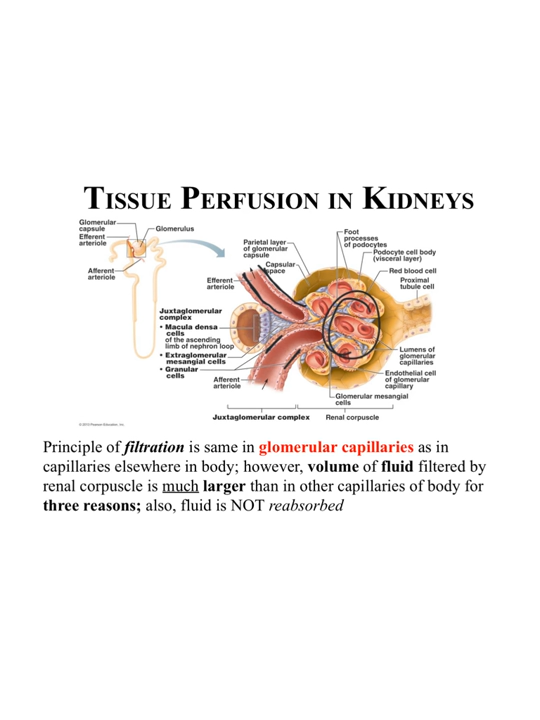 TISSUE PERFUSION IN KIDNEYS
Glomerular
capsule
Efferent
arteriole
Glomerulus
Afferent
arteriole
Parietal layer
of glomerular
capsule
Capsular
space
Efferent
arteriole
Foot
processes
of podocytes
Podocyte cell body
(visceral layer)
Red blood cell
Proximal
tubule cell
Juxtaglomerular
complex
• Macula densa
cells
of the ascending
limb of nephron loop
• Extraglomerular
mesangial cells
• Granular
cells
Afferent
arteriole
Lumens of
glomerular
capillaries
Endothelial cell
of glomerular
capillary
Glomerular mesangial
cells
Juxtaglomerular complex
Renal corpuscle
© 2013 Pearson Education, Inc.
Principle of filtration is same in glomerular capillaries as in
capillaries elsewhere in body; however, volume of fluid filtered by
renal corpuscle is much larger than in other capillaries of body for
three reasons; also, fluid is NOT reabsorbed